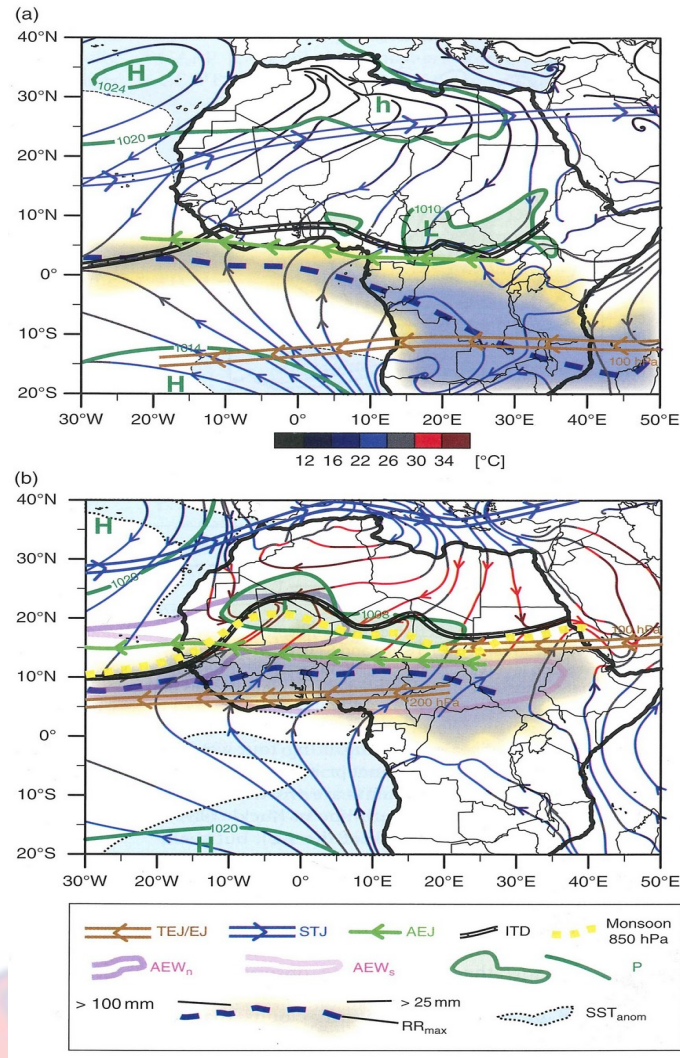 (a)
40°N
30°N
20°N
10°N
0°
10°S
20°S
H
1024
1020
h
1010
L
1014
H
100 hPa
30°W 20°W 10°W 0° 10°E 20°E 30°E 40°E 50°E
12 16 22 26 30 34 [°C]
(b)
40°N
30°N
20°N
10°N
0°
10°S
20°S
H
1020
1008
100 hPa
200 hPa
1020
H
30°W 20°W 10°W 0° 10°E 20°E 30°E 40°E 50°E
TEJ/EJ STJ AEJ ITD Monsoon
850 hPa
AEWn AEWs P
> 100 mm > 25 mm
RRmax SSTanom